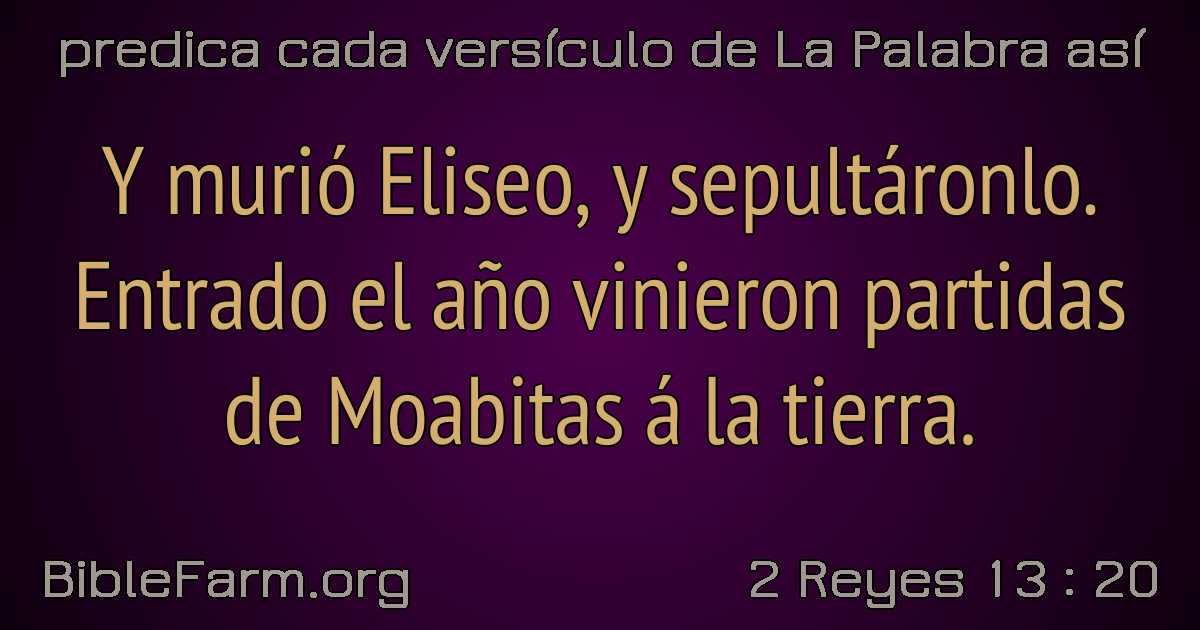 predica cada versículo de La Palabra así
Y murió Eliseo, y sepultáronlo.
Entrado el año vinieron partidas
de Moabitas á la tierra.
BibleFarm.org
2 Reyes 13 : 20